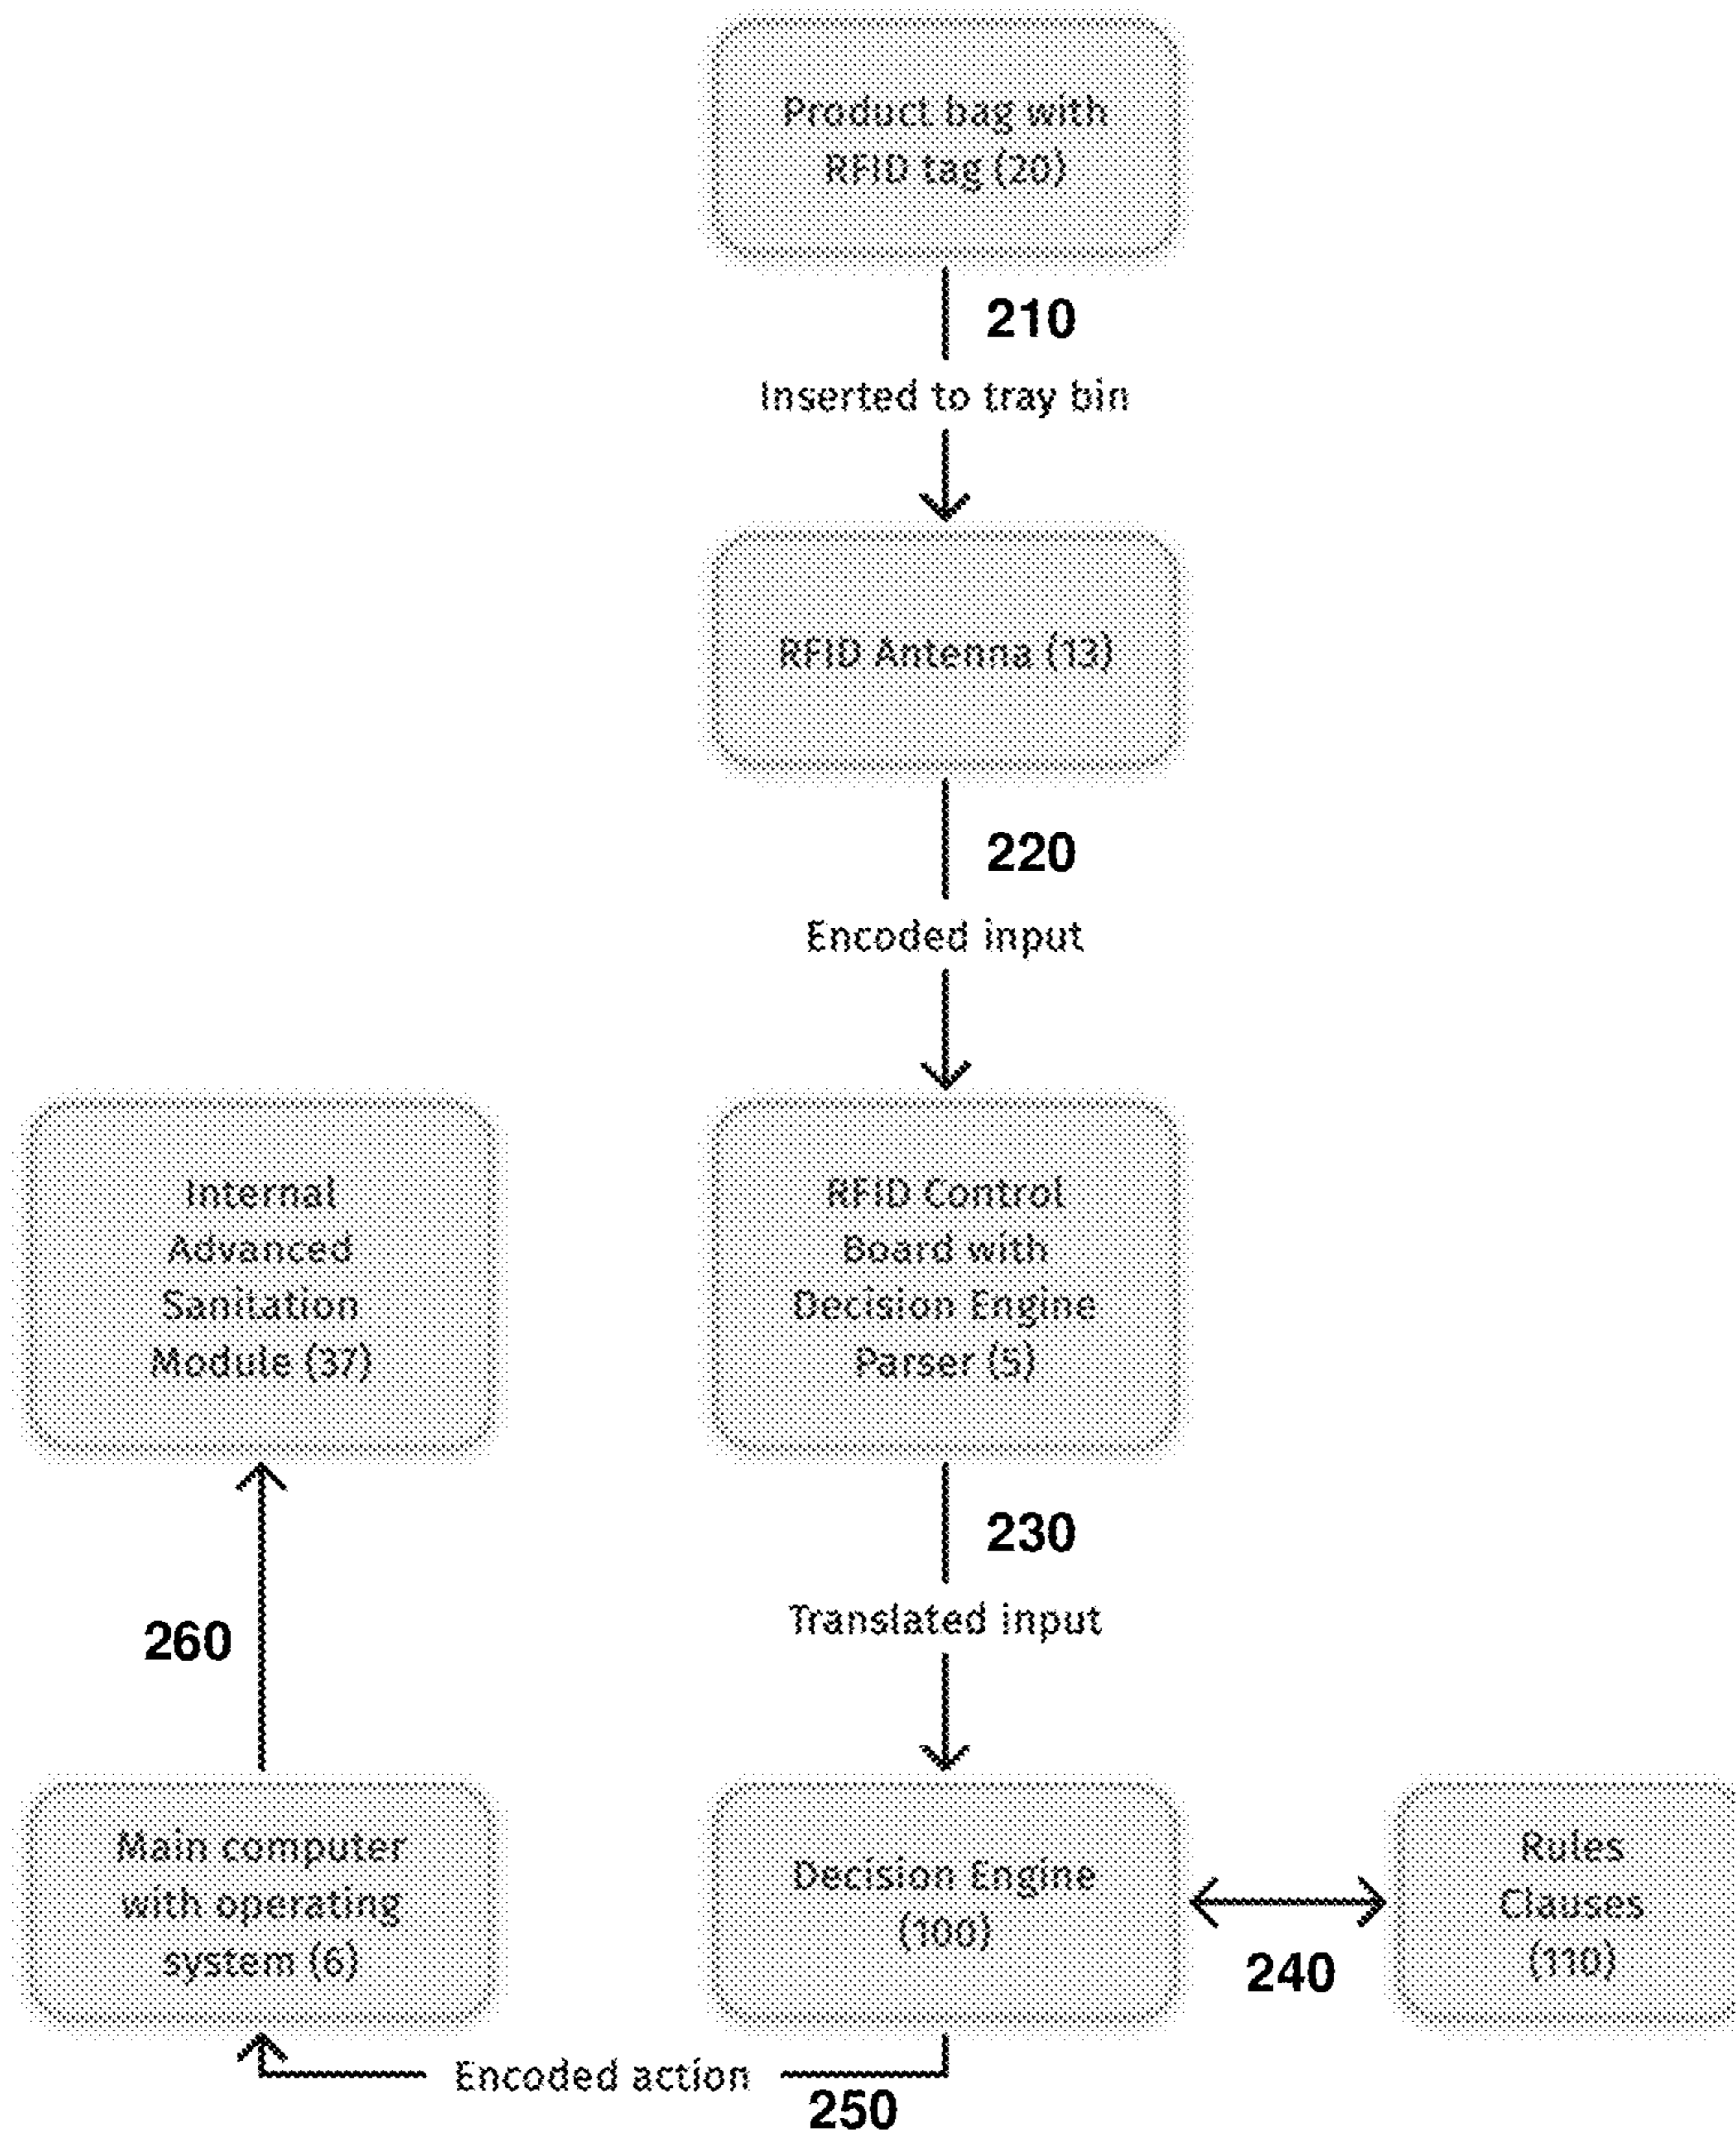 Product bag with
RFID tag (20)
210
Inserted to tray bin
RFID Antenna (13)
220
Encoded input
Internal
Advanced
Sanitation
Module (37)
RFID Control
Board with
Decision Engine
Parser (5)
230
Translated input
260
Main computer
with operating
system (6)
Decision Engine
(100)
240
Rules
Clauses
(110)
Encoded action
250